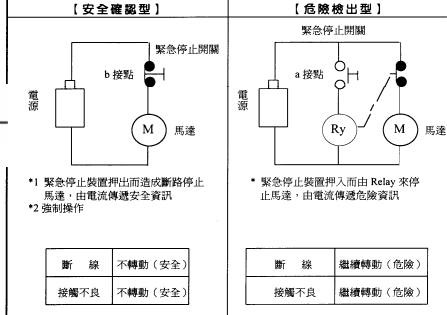 【安全確認型】
緊急停止開關
b 接點
電源
M
馬達
*1 緊急停止裝置押出而造成斷路停止
馬達，由電流傳遞安全資訊
*2 強制操作
斷 線 不轉動（安全）
接觸不良 不轉動（安全）
【危險檢出型】
緊急停止開關
a 接點
電源
Ry
M
馬達
* 緊急停止裝置押入而由 Relay 來停
止馬達，由電流傳遞危險資訊
斷 線 繼續轉動（危險）
接觸不良 繼續轉動（危險）